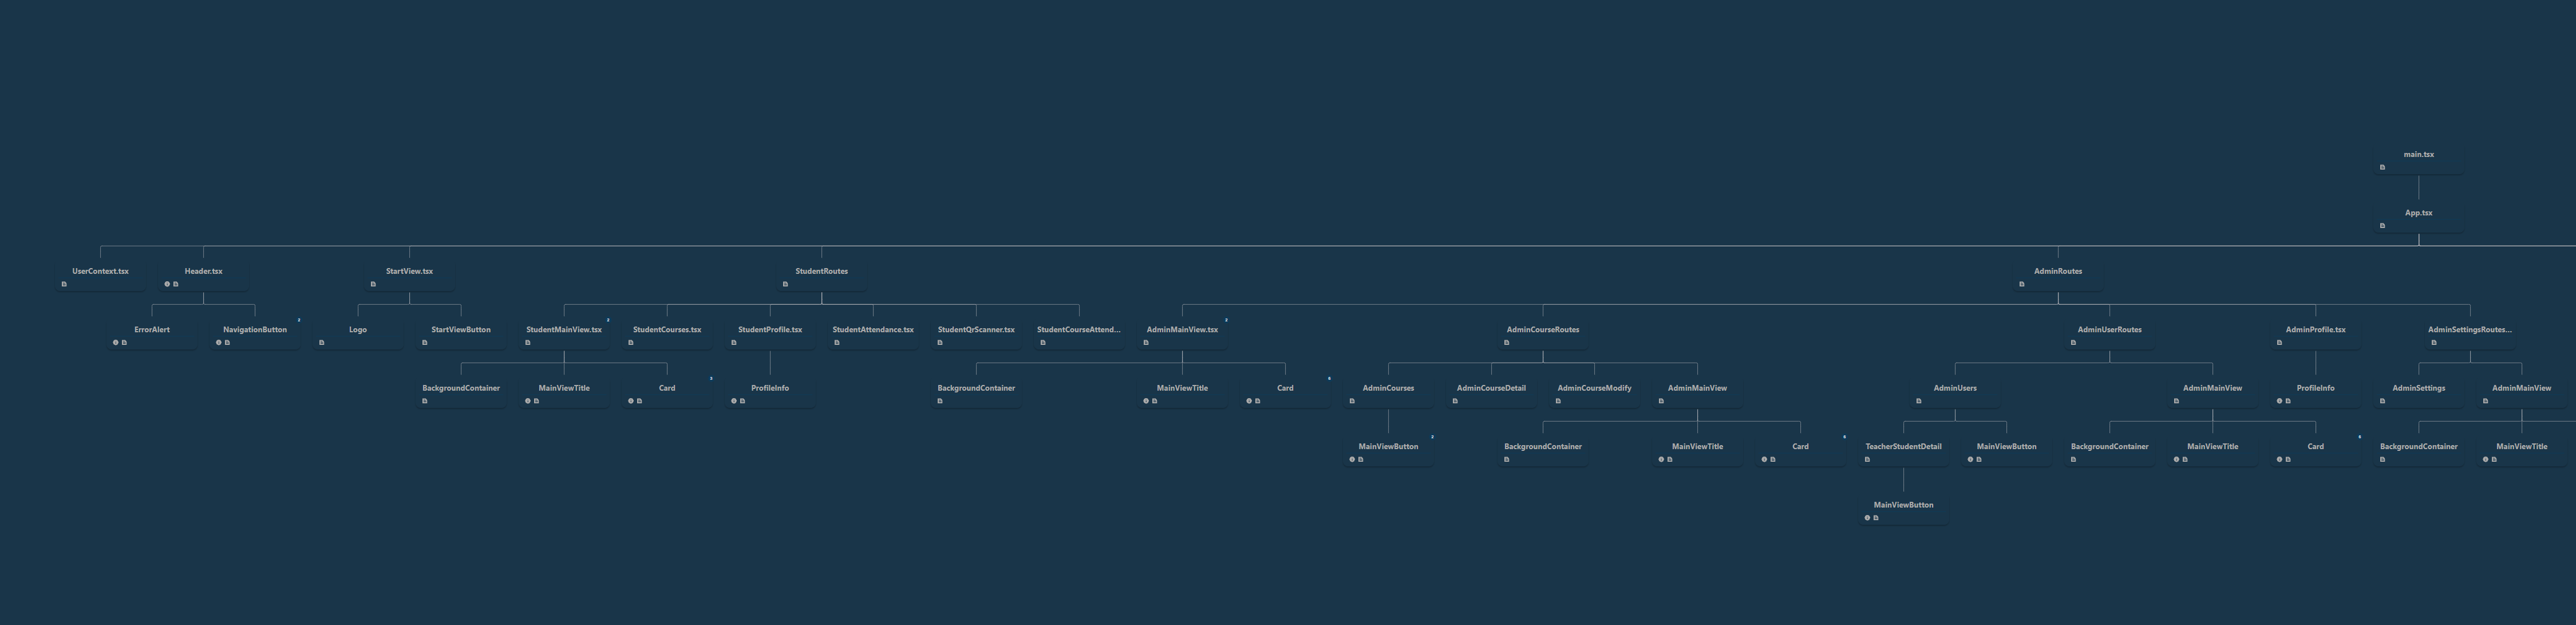 main.tsx
App.tsx
UserContext.tsx
Header.tsx
StartView.tsx
StudentRoutes
AdminRoutes
ErrorAlert
NavigationButton
Logo
StartViewButton
StudentMainView.tsx
StudentCourses.tsx
StudentProfile.tsx
StudentAttendance.tsx
StudentQrScanner.tsx
StudentCourseAttend...
AdminMainView.tsx
AdminCourseRoutes
AdminUserRoutes
AdminProfile.tsx
AdminSettingsRoutes...
BackgroundContainer
MainViewTitle
Card
ProfileInfo
BackgroundContainer
MainViewTitle
Card
AdminCourses
AdminCourseDetail
AdminCourseModify
AdminMainView
AdminUsers
AdminMainView
ProfileInfo
AdminSettings
AdminMainView
MainViewButton
BackgroundContainer
MainViewTitle
Card
TeacherStudentDetail
MainViewButton
BackgroundContainer
MainViewTitle
Card
BackgroundContainer
MainViewTitle
MainViewButton